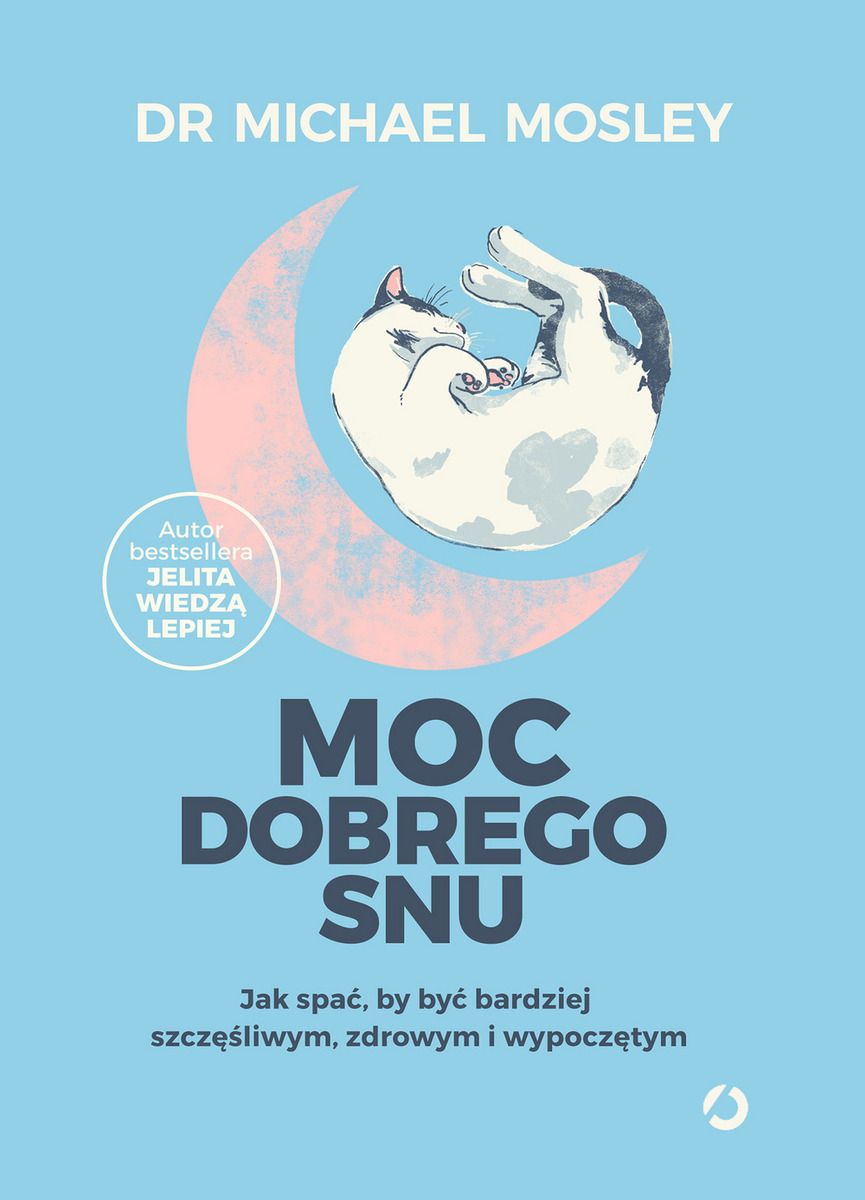 DR MICHAEL MOSLEY
Autor
bestsellera
JELITA
WIEDZĄ
LEPIEJ
MOC
DOBREGO
SNU
Jak spać, by być bardziej
szczęśliwym, zdrowym i wypoczętym